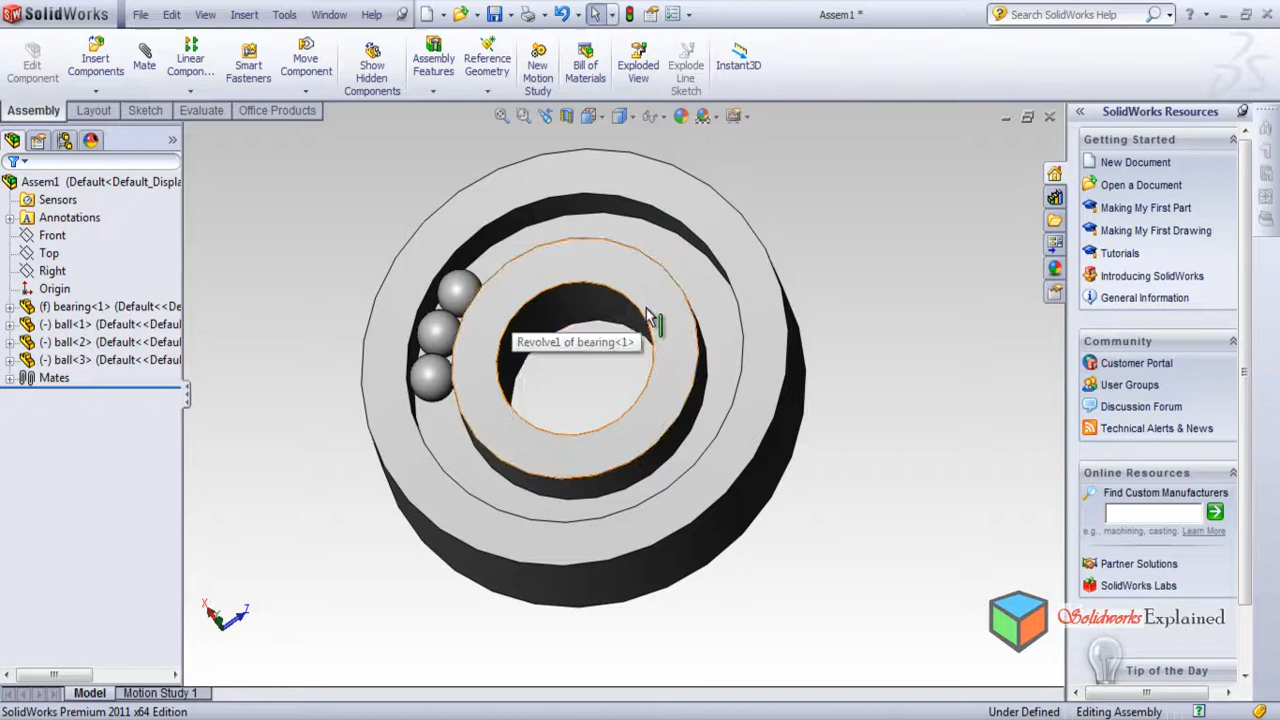 SolidWorks
File Edit View Insert Tools Window Help
Assem1 *
Search SolidWorks Help
Edit Component
Insert Components
Mate
Linear Compon...
Smart Fasteners
Move Component
Show Hidden Components
Assembly Features
Reference Geometry
New Motion Study
Bill of Materials
Exploded View
Explode Line Sketch
Instant3D
Assembly Layout Sketch Evaluate Office Products
Assem1 (Default<Default_Displa
Sensors
Annotations
Front
Top
Right
Origin
(f) bearing<1> (Default<<De
(-) ball<1> (Default<<Defaul
(-) ball<2> (Default<<Defaul
(-) ball<3> (Default<<Defaul
Mates
Revolve1 of bearing<1>
X
Z
SolidWorks Resources
Getting Started
New Document
Open a Document
Making My First Part
Making My First Drawing
Tutorials
Introducing SolidWorks
General Information
Community
Customer Portal
User Groups
Discussion Forum
Technical Alerts & News
Online Resources
Find Custom Manufacturers
e.g., machining, casting. Learn More
Partner Solutions
SolidWorks Labs
Solidworks Explained
Tip of the Day
Model Motion Study 1
SolidWorks Premium 2011 x64 Edition
Under Defined
Editing Assembly